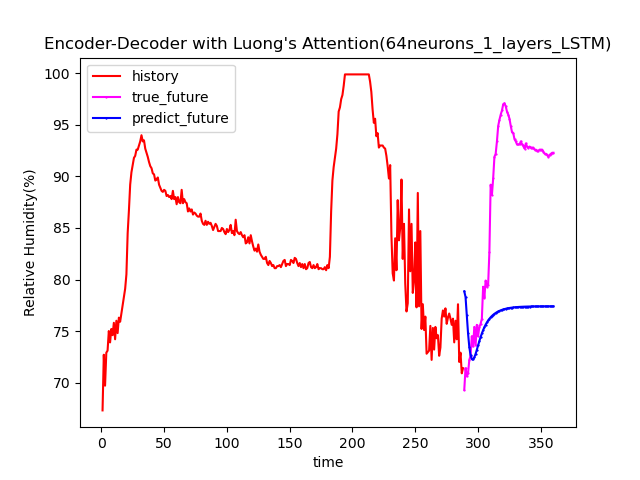 Encoder-Decoder with Luong's Attention(64neurons_1_layers_LSTM)
history
true_future
predict_future
Relative Humidity(%)
100
95
90
85
80
75
70
0 50 100 150 200 250 300 350
time